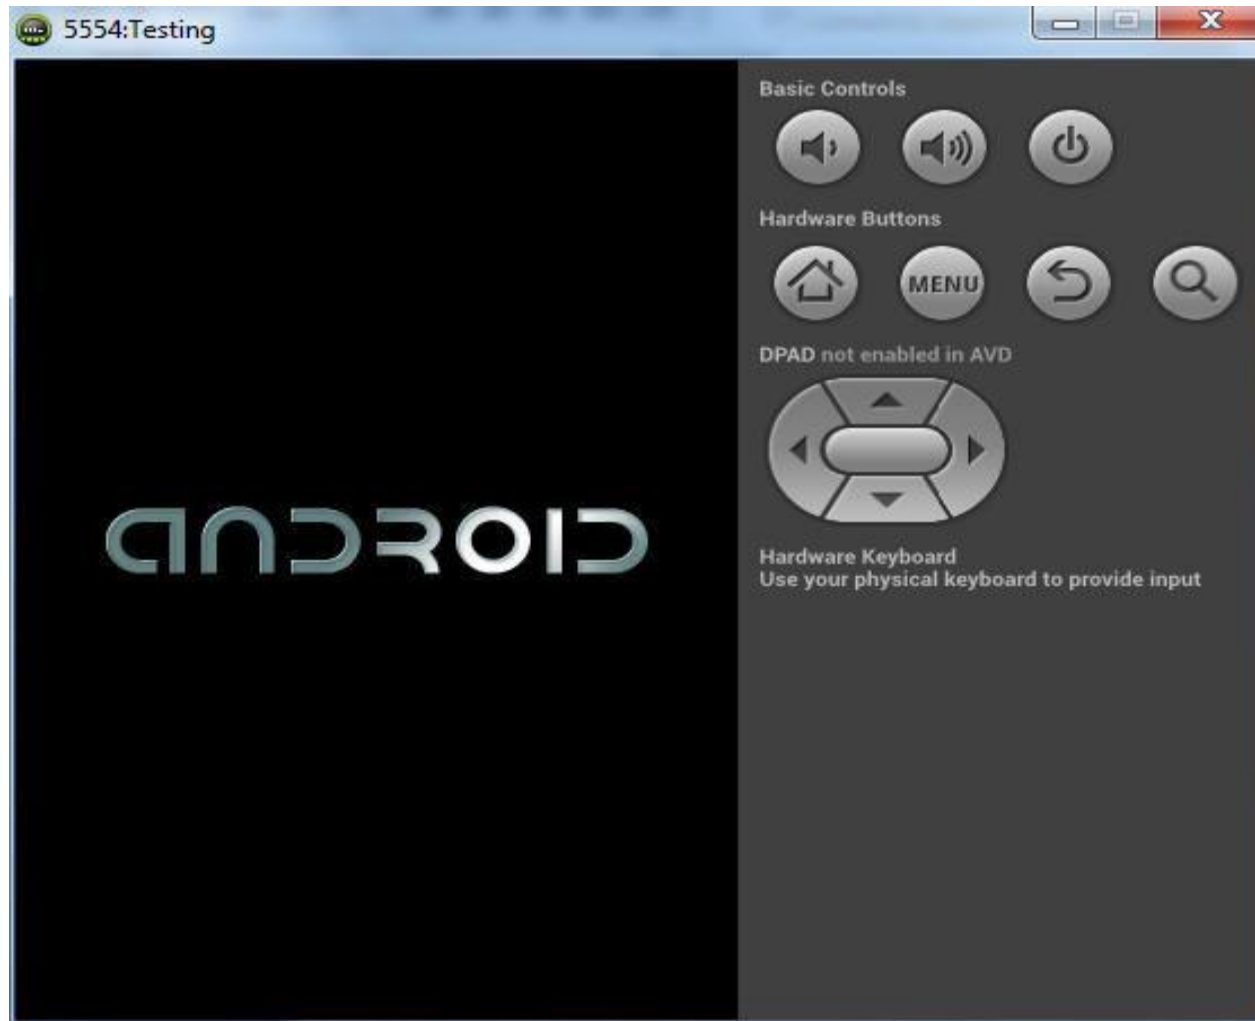 5554:Testing
Basic Controls
Hardware Buttons
MENU
DPAD not enabled in AVD
ANDROID
Hardware Keyboard
Use your physical keyboard to provide input